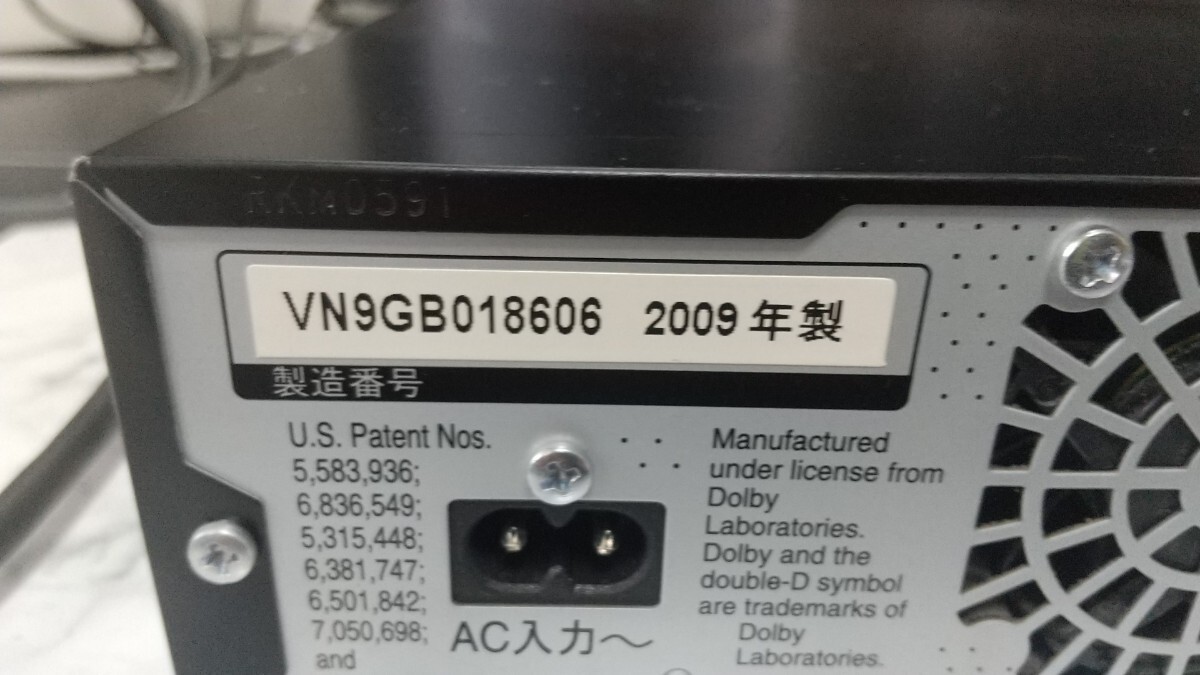 RKM0591
VN9GB018606 2009年製
製造番号
U.S. Patent Nos.
5,583,936;
6,836,549;
5,315,448;
6,381,747;
6,501,842;
7,050,698;
and
AC入力～
Manufactured
under license from
Dolby
Laboratories.
Dolby and the
double-D symbol
are trademarks of
Dolby
Laboratories.